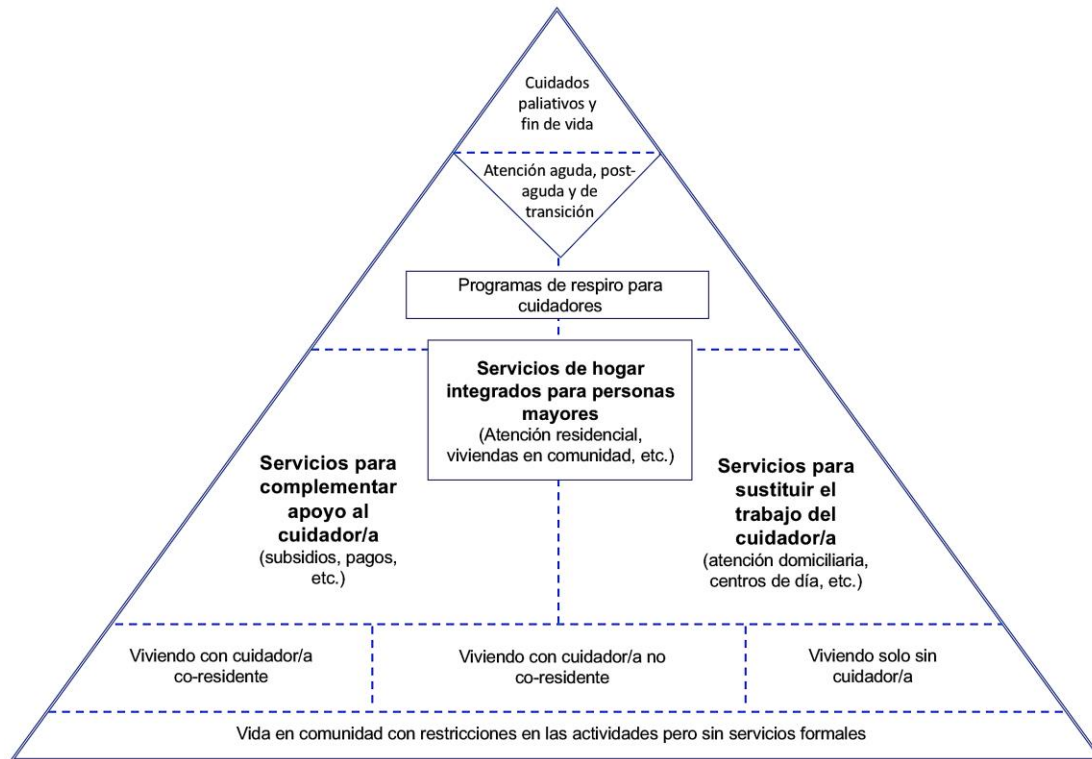 Cuidados
paliativos y
fin de vida
Atención aguda, post-
aguda y de
transición
Programas de respiro para
cuidadores
Servicios de hogar
integrados para personas
mayores
(Atención residencial,
viviendas en comunidad, etc.)
Servicios para
complementar
apoyo al
cuidador/a
(subsidios, pagos,
etc.)
Servicios para
sustituir el
trabajo del
cuidador/a
(atención domiciliaria,
centros de día, etc.)
Viviendo con cuidador/a
co-residente
Viviendo con cuidador/a no
co-residente
Viviendo solo sin
cuidador/a
Vida en comunidad con restricciones en las actividades pero sin servicios formales